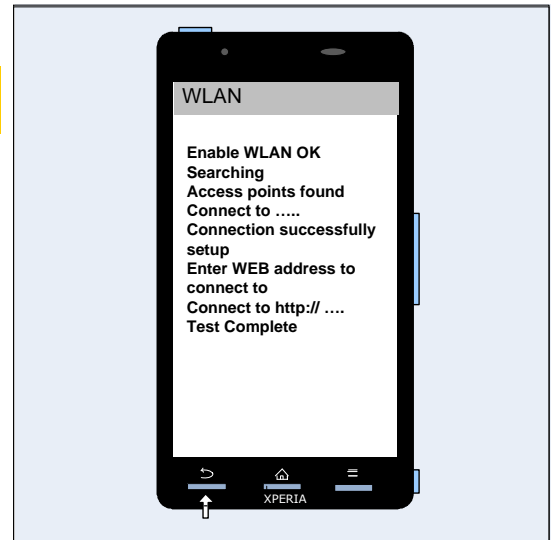 WLAN
Enable WLAN OK
Searching
Access points found
Connect to …..
Connection successfully
setup
Enter WEB address to
connect to
Connect to http:// ….
Test Complete
XPERIA